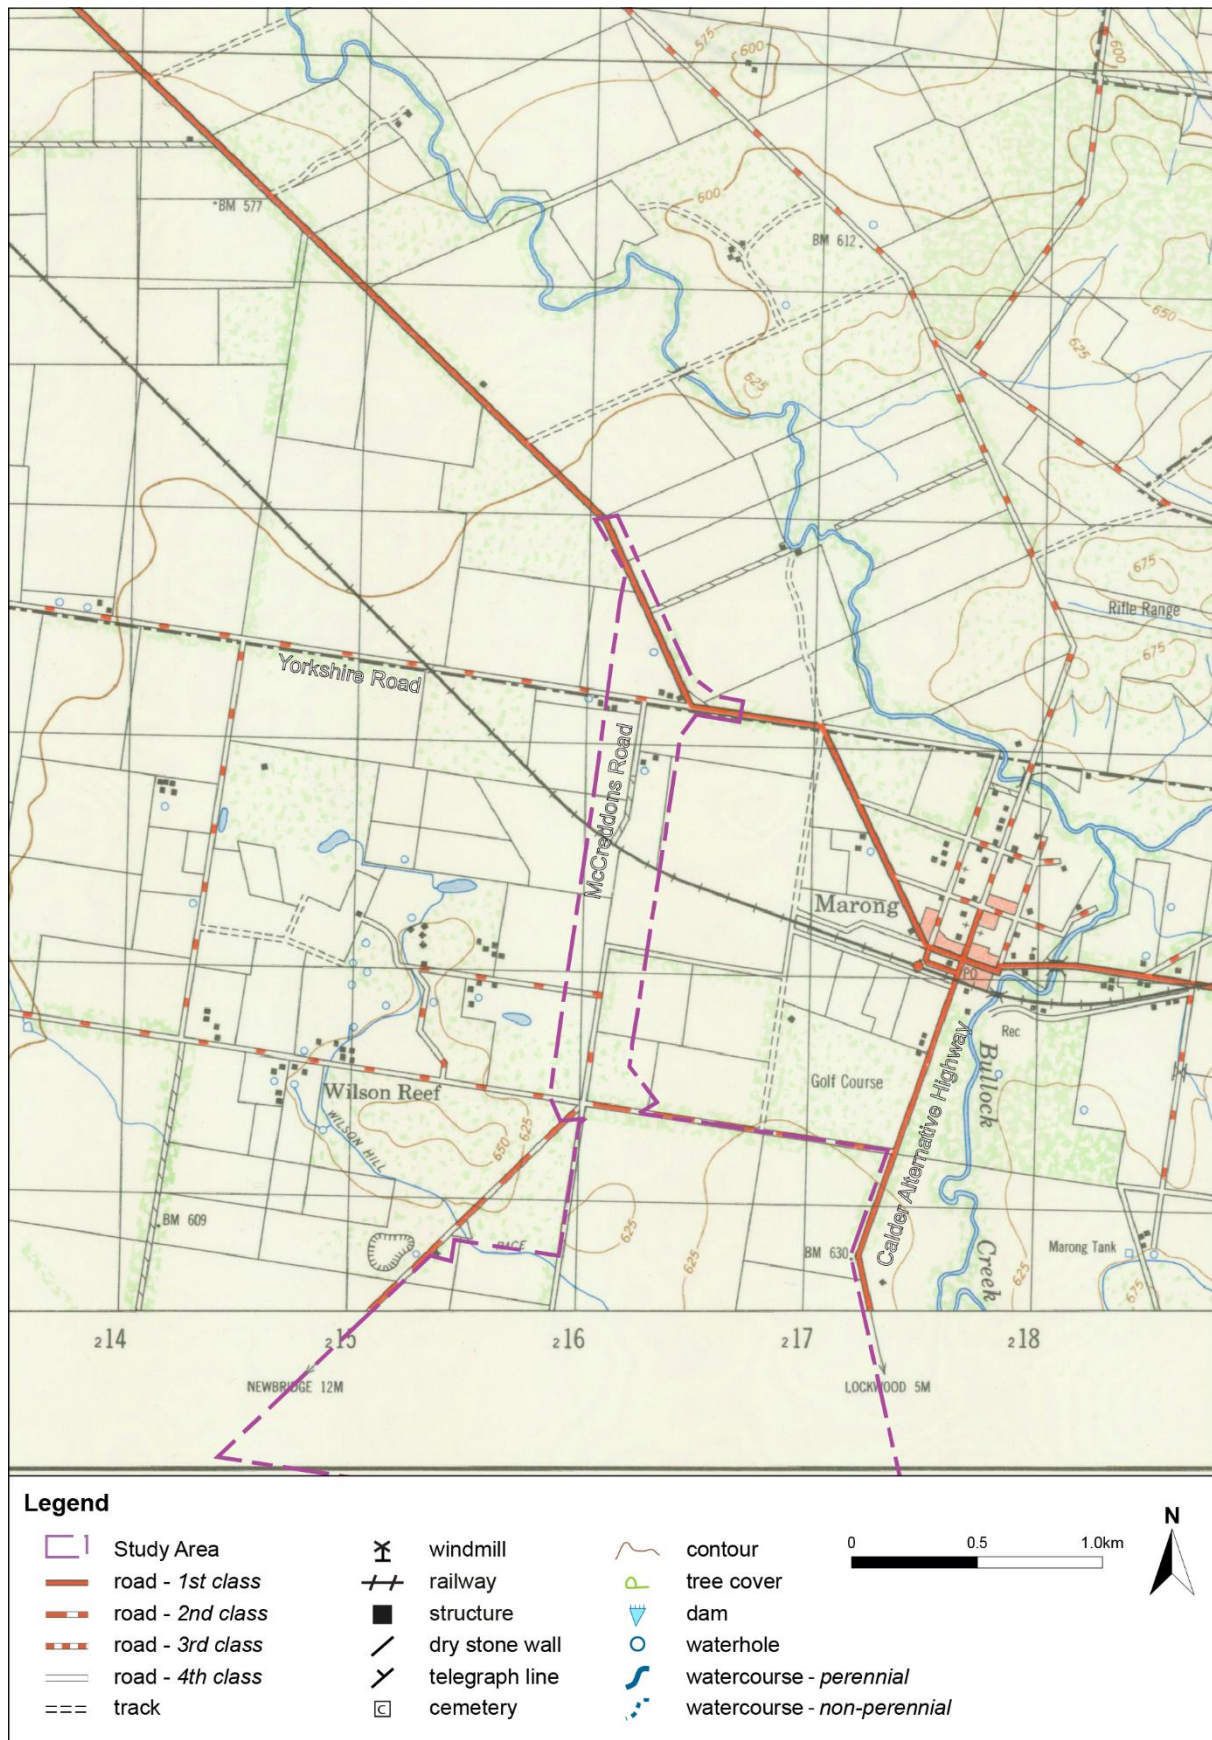 575
600
600
BM 577
600
BM 612
650
625
625
675
Rifle Range
675
Yorkshire Road
McCreddons Road
Marong
PO
Rec
Golf Course
Bullock
Creek
Calder Alternative Highway
Wilson Reef
WILSON HILL
650
625
RACE
BM 609
625
625
BM 630
625
Marong Tank
675
214
215
216
217
218
NEWBRIDGE 12M
LOCKWOOD 5M
Legend
Study Area
road - 1st class
road - 2nd class
road - 3rd class
road - 4th class
track
windmill
railway
structure
dry stone wall
telegraph line
C cemetery
contour
tree cover
dam
waterhole
watercourse - perennial
watercourse - non-perennial
0 0.5 1.0km
N